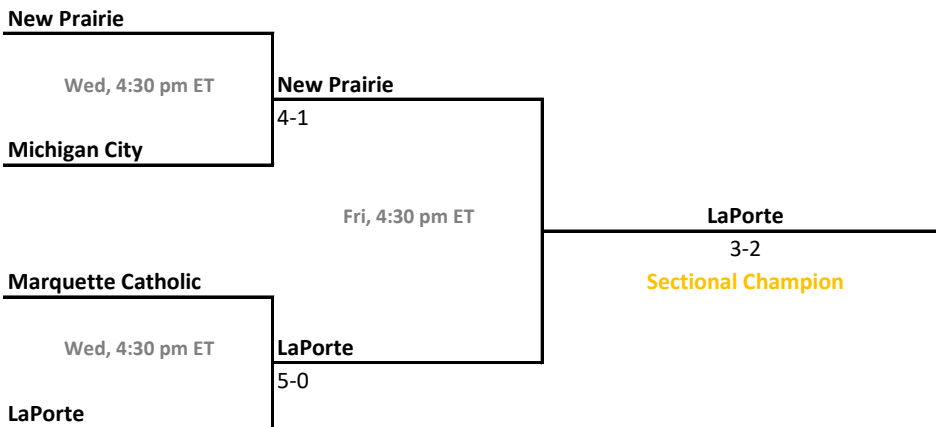 New Prairie
Wed, 4:30 pm ET
New Prairie
4-1
Michigan City
Fri, 4:30 pm ET
LaPorte
3-2
Sectional Champion
Marquette Catholic
Wed, 4:30 pm ET
LaPorte
5-0
LaPorte